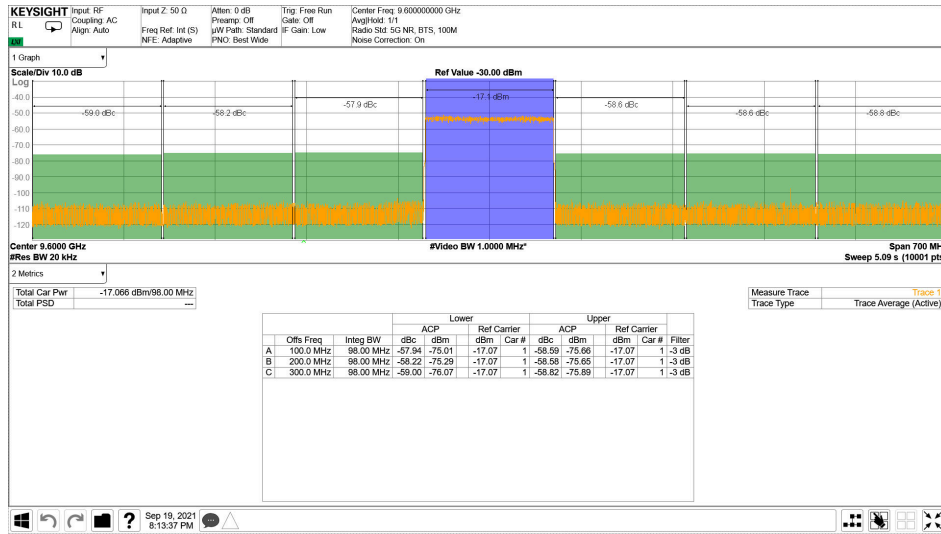 KEYSIGHT Input: RF Input Z: 50 Ω Atten: 0 dB Trig: Free Run Center Freq: 9.600000000 GHz
RL Coupling: AC Preamp: Off Gate: Off Avg|Hold: 1/1
Align: Auto Freq Ref: Int (S) µW Path: Standard IF Gain: Low Radio Std: 5G NR, BTS, 100M
NFE: Adaptive PNO: Best Wide Noise Correction: On
1 Graph
Scale/Div 10.0 dB Ref Value -30.00 dBm
Log
-40.0 -17.1 dBm
-57.9 dBc -58.6 dBc
-50.0 -59.0 dBc -58.2 dBc -58.6 dBc -58.8 dBc
-60.0
-70.0
-80.0
-90.0
-100
-110
-120
Center 9.6000 GHz #Video BW 1.0000 MHz* Span 700 MH
#Res BW 20 kHz Sweep 5.09 s (10001 pts
2 Metrics
Total Car Pwr -17.066 dBm/98.00 MHz Measure Trace Trace 1
Total PSD --- Trace Type Trace Average (Active)
Lower Upper
ACP Ref Carrier ACP Ref Carrier
Offs Freq Integ BW dBc dBm dBm Car # dBc dBm dBm Car # Filter
A 100.0 MHz 98.00 MHz -57.94 -75.01 -17.07 1 -58.59 -75.66 -17.07 1 -3 dB
B 200.0 MHz 98.00 MHz -58.22 -75.29 -17.07 1 -58.58 -75.65 -17.07 1 -3 dB
C 300.0 MHz 98.00 MHz -59.00 -76.07 -17.07 1 -58.82 -75.89 -17.07 1 -3 dB
? Sep 19, 2021
8:13:37 PM